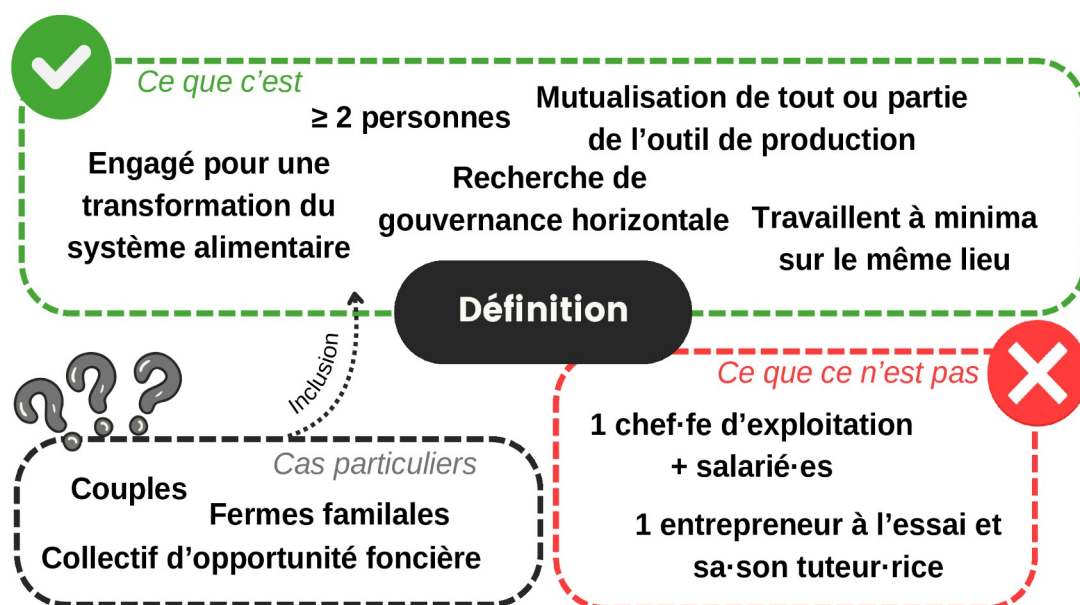 Ce que c’est
≥ 2 personnes
Mutualisation de tout ou partie
de l’outil de production
Engagé pour une
transformation du
système alimentaire
Recherche de
gouvernance horizontale
Travaillent à minima
sur le même lieu
Définition
Inclusion
Cas particuliers
Couples
Fermes familales
Collectif d’opportunité foncière
Ce que ce n’est pas
1 chef·fe d’exploitation
+ salarié·es
1 entrepreneur à l’essai et
sa·son tuteur·rice